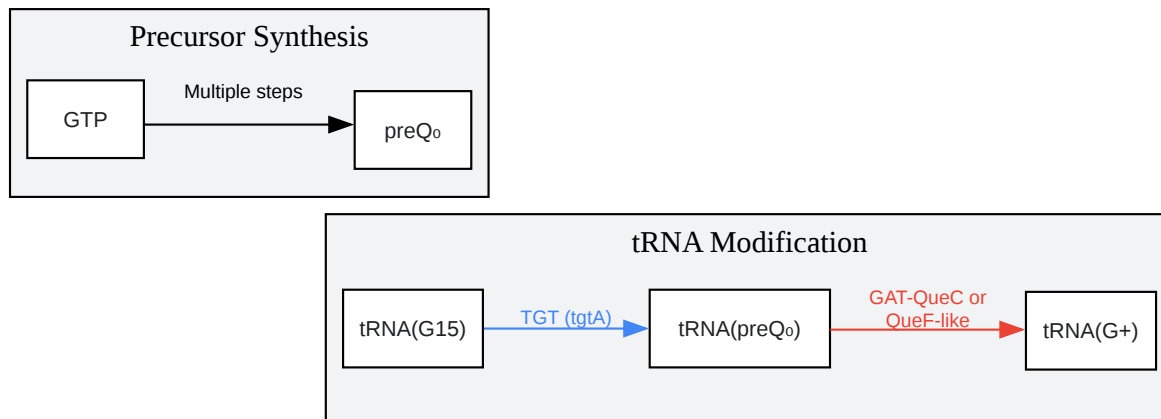 Precursor Synthesis
GTP
Multiple steps
preQ₀
tRNA Modification
tRNA(G15)
TGT (tgtA)
tRNA(preQ₀)
GAT-QueC or
QueF-like
tRNA(G+)